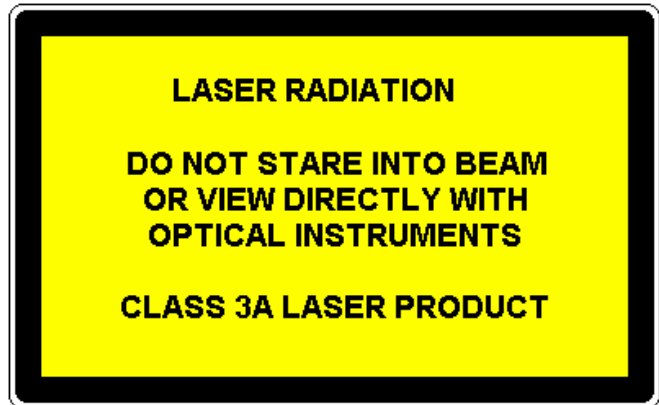 LASER RADIATION
DO NOT STARE INTO BEAM
OR VIEW DIRECTLY WITH
OPTICAL INSTRUMENTS
CLASS 3A LASER PRODUCT